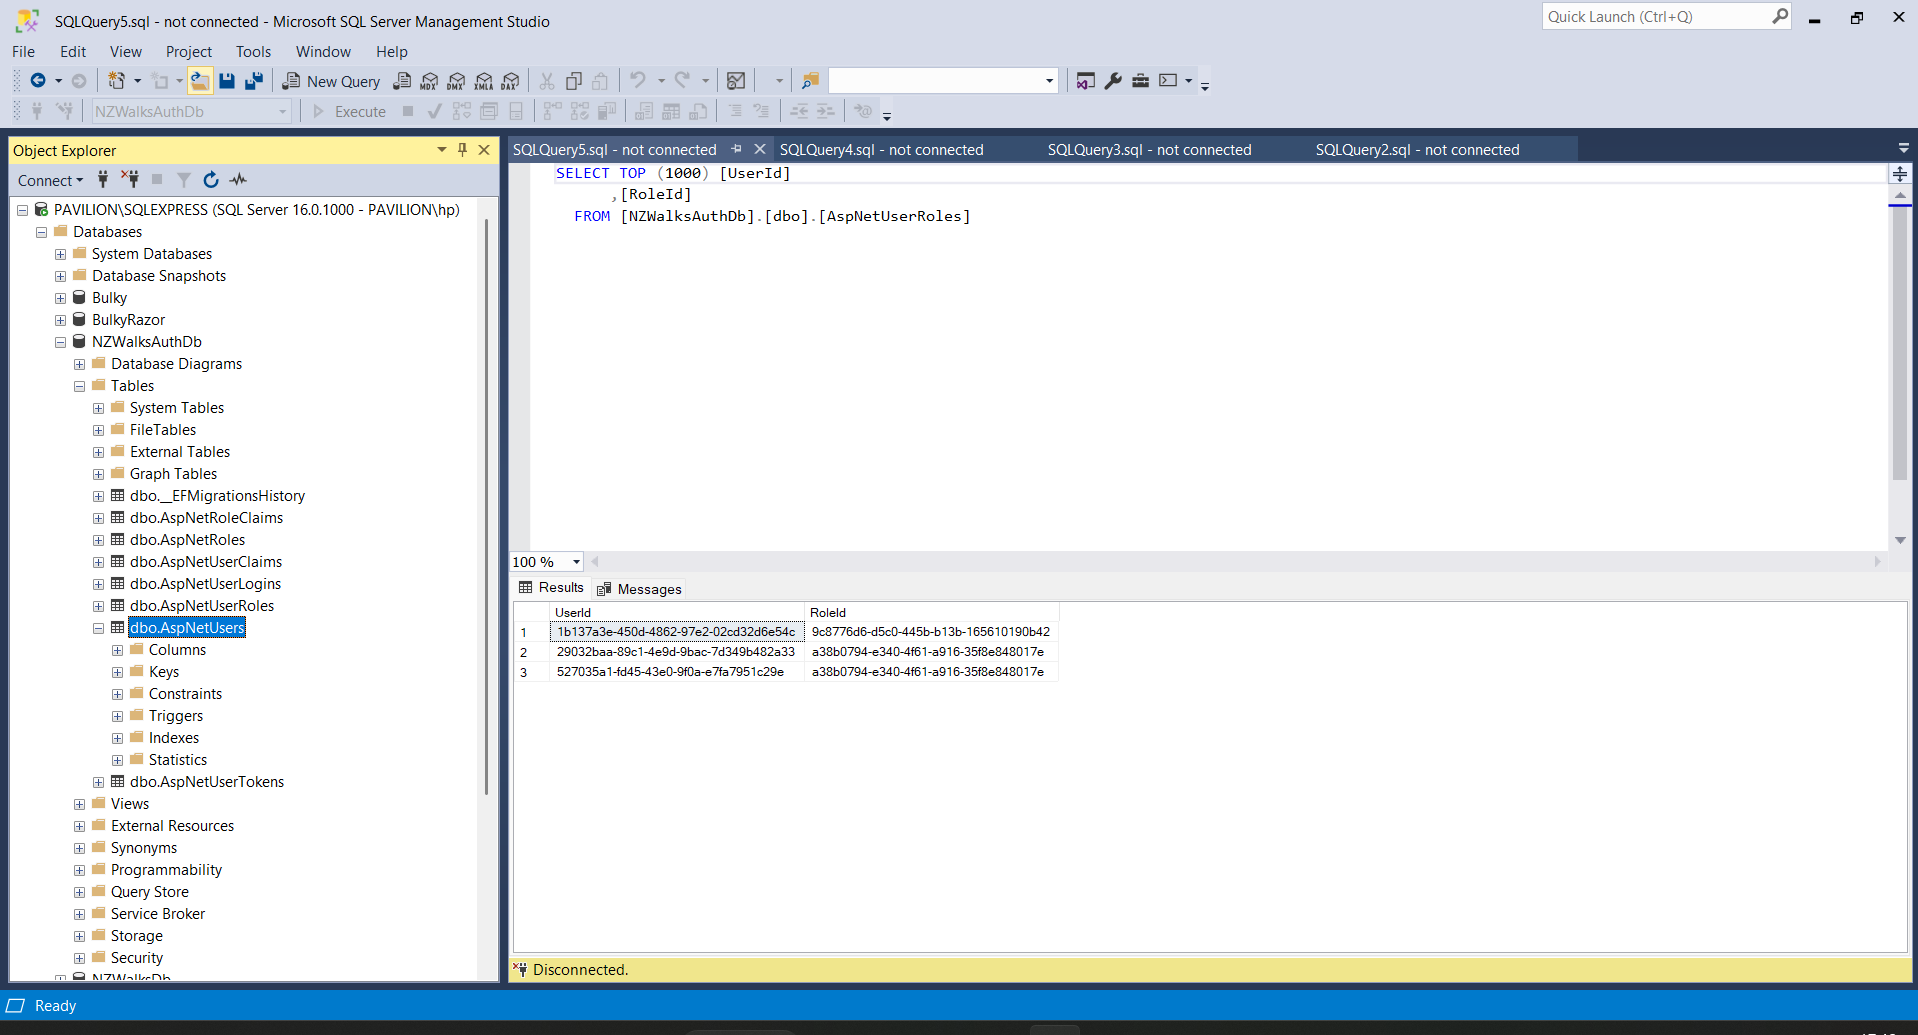 SQLQuery5.sql - not connected - Microsoft SQL Server Management Studio
Quick Launch (Ctrl+Q)
File Edit View Project Tools Window Help
New Query MDX DMX XMLA DAX
NZWalksAuthDb Execute
Object Explorer
Connect
PAVILION\SQLEXPRESS (SQL Server 16.0.1000 - PAVILION\hp)
Databases
System Databases
Database Snapshots
Bulky
BulkyRazor
NZWalksAuthDb
Database Diagrams
Tables
System Tables
FileTables
External Tables
Graph Tables
dbo.__EFMigrationsHistory
dbo.AspNetRoleClaims
dbo.AspNetRoles
dbo.AspNetUserClaims
dbo.AspNetUserLogins
dbo.AspNetUserRoles
dbo.AspNetUsers
Columns
Keys
Constraints
Triggers
Indexes
Statistics
dbo.AspNetUserTokens
Views
External Resources
Synonyms
Programmability
Query Store
Service Broker
Storage
Security
NZWalksDb
SQLQuery5.sql - not connected SQLQuery4.sql - not connected SQLQuery3.sql - not connected SQLQuery2.sql - not connected
SELECT TOP (1000) [UserId]
,[RoleId]
FROM [NZWalksAuthDb].[dbo].[AspNetUserRoles]
100 %
Results Messages
UserId RoleId
1 1b137a3e-450d-4862-97e2-02cd32d6e54c 9c8776d6-d5c0-445b-b13b-165610190b42
2 29032baa-89c1-4e9d-9bac-7d349b482a33 a38b0794-e340-4f61-a916-35f8e848017e
3 527035a1-fd45-43e0-9f0a-e7fa7951c29e a38b0794-e340-4f61-a916-35f8e848017e
Disconnected.
Ready